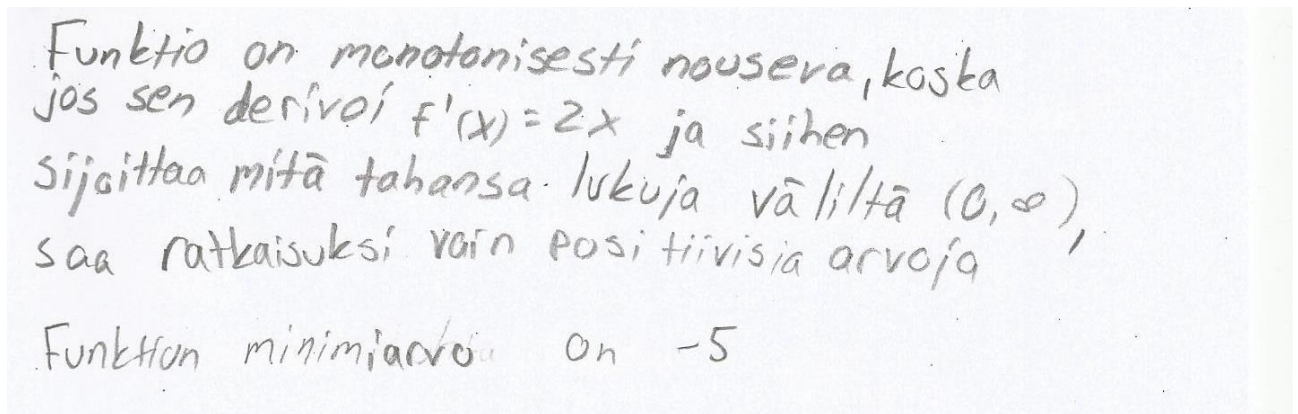 Funktio on monotonisesti nouseva, koska
jos sen derivoi f'(x) = 2x ja siihen
sijoittaa mitä tahansa lukuja väliltä (0, ∞),
saa ratkaisuksi vain positiivisia arvoja
Funktion minimiarvo on -5